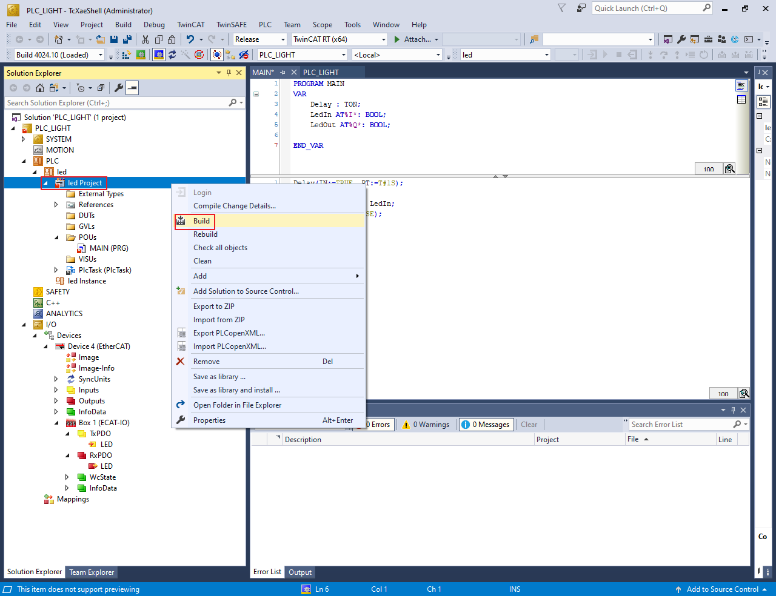 PLC_LIGHT - TcXaeShell (Administrator)
Quick Launch (Ctrl+Q)
File Edit View Project Build Debug TwinCAT TwinSAFE PLC Team Scope Tools Window Help
Release TwinCAT RT (x64) Attach...
Build 4024.10 (Loaded) PLC_LIGHT <Local> led
Solution Explorer
Search Solution Explorer (Ctrl+;)
Solution 'PLC_LIGHT' (1 project)
PLC_LIGHT
SYSTEM
MOTION
PLC
led
led Project
External Types
References
DUTs
GVLs
POUs
MAIN (PRG)
VISUs
PlcTask (PlcTask)
led Instance
SAFETY
C++
ANALYTICS
I/O
Devices
Device 4 (EtherCAT)
Image
Image-Info
SyncUnits
Inputs
Outputs
InfoData
Box 1 (ECAT-IO)
TxPDO
LED
RxPDO
LED
WcState
InfoData
Mappings
Solution Explorer Team Explorer
MAIN* PLC_LIGHT
1 PROGRAM MAIN
2 VAR
3 Delay : TON;
4 LedIn AT%I*: BOOL;
5 LedOut AT%Q*: BOOL;
6
7 END_VAR
100
Delay(IN:=TRUE, PT:=T#1S);
LedIn;
SE);
100
Login
Compile Change Details...
Build
Rebuild
Check all objects
Clean
Add
Add Solution to Source Control...
Export to ZIP
Import from ZIP
Export PLCopenXML...
Import PLCopenXML...
Remove Del
Save as library ...
Save as library and install ...
Open Folder in File Explorer
Properties Alt+Enter
0 Errors 0 Warnings 0 Messages Clear Search Error List
Description Project File Line
Error List Output
Co
This item does not support previewing Ln 6 Col 1 Ch 1 INS Add to Source Control